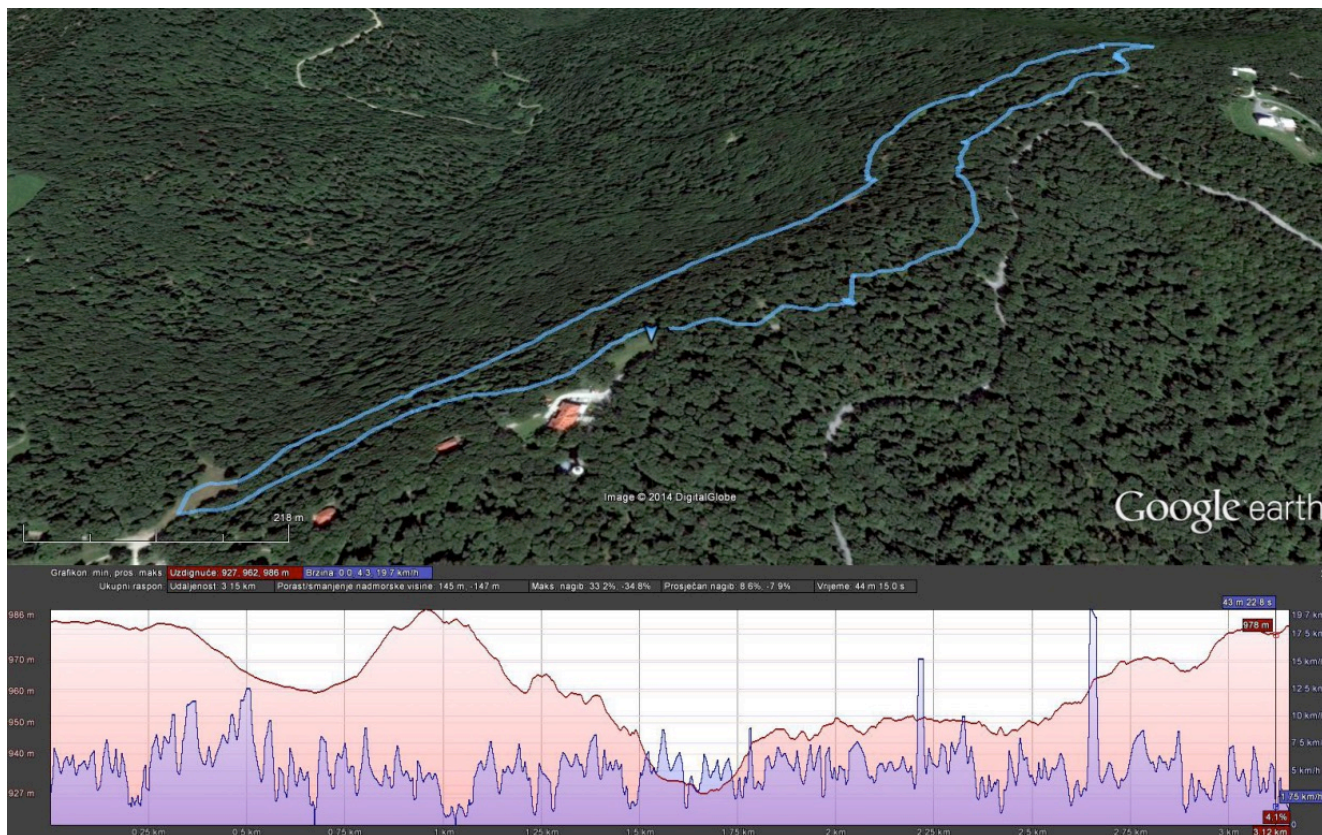 218 m
Image © 2014 DigitalGlobe
Google earth
Grafikon: min, pros. maks Uzdignuće: 927, 962, 986 m Brzina: 0.0, 4.3, 19.7 km/h
Ukupni raspon: Udaljenost: 3.15 km Porast/smanjenje nadmorske visine: 145 m, -147 m Maks. nagib: 33.2%, -34.8% Prosječan nagib: 8.6%, -7.9% Vrijeme: 44 m 15.0 s
43 m 22.8 s
986 m 19.7 km/
978 m 17.5 km/
970 m 15 km/h
960 m 12.5 km/
950 m 10 km/h
940 m 7.5 km/h
5 km/h
927 m 1.75 km/h
4.1% 0
0.25 km 0.5 km 0.75 km 1 km 1.25 km 1.5 km 1.75 km 2 km 2.25 km 2.5 km 2.75 km 3 km 3.12 km